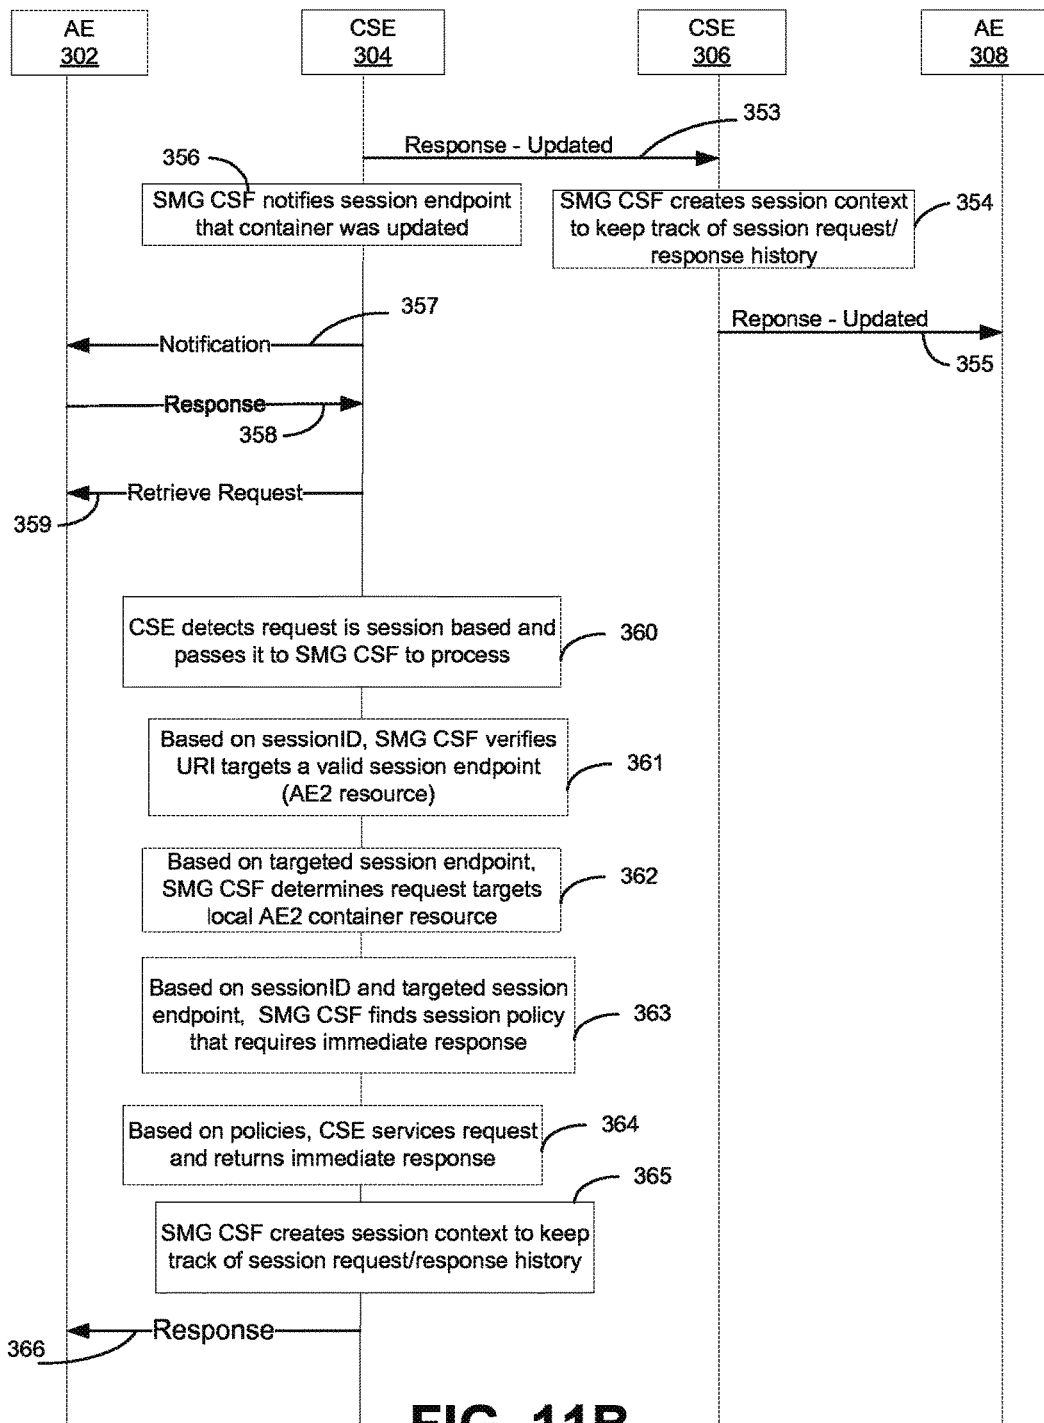 AE
302
CSE
304
CSE
306
AE
308
353
Response - Updated
356
SMG CSF notifies session endpoint
that container was updated
SMG CSF creates session context
to keep track of session request/
response history
354
357
Notification
Reponse - Updated
355
Response
358
Retrieve Request
359
CSE detects request is session based and
passes it to SMG CSF to process
360
Based on sessionID, SMG CSF verifies
URI targets a valid session endpoint
(AE2 resource)
361
Based on targeted session endpoint,
SMG CSF determines request targets
local AE2 container resource
362
Based on sessionID and targeted session
endpoint, SMG CSF finds session policy
that requires immediate response
363
Based on policies, CSE services request
and returns immediate response
364
365
SMG CSF creates session context to keep
track of session request/response history
Response
366
FIG. 11B